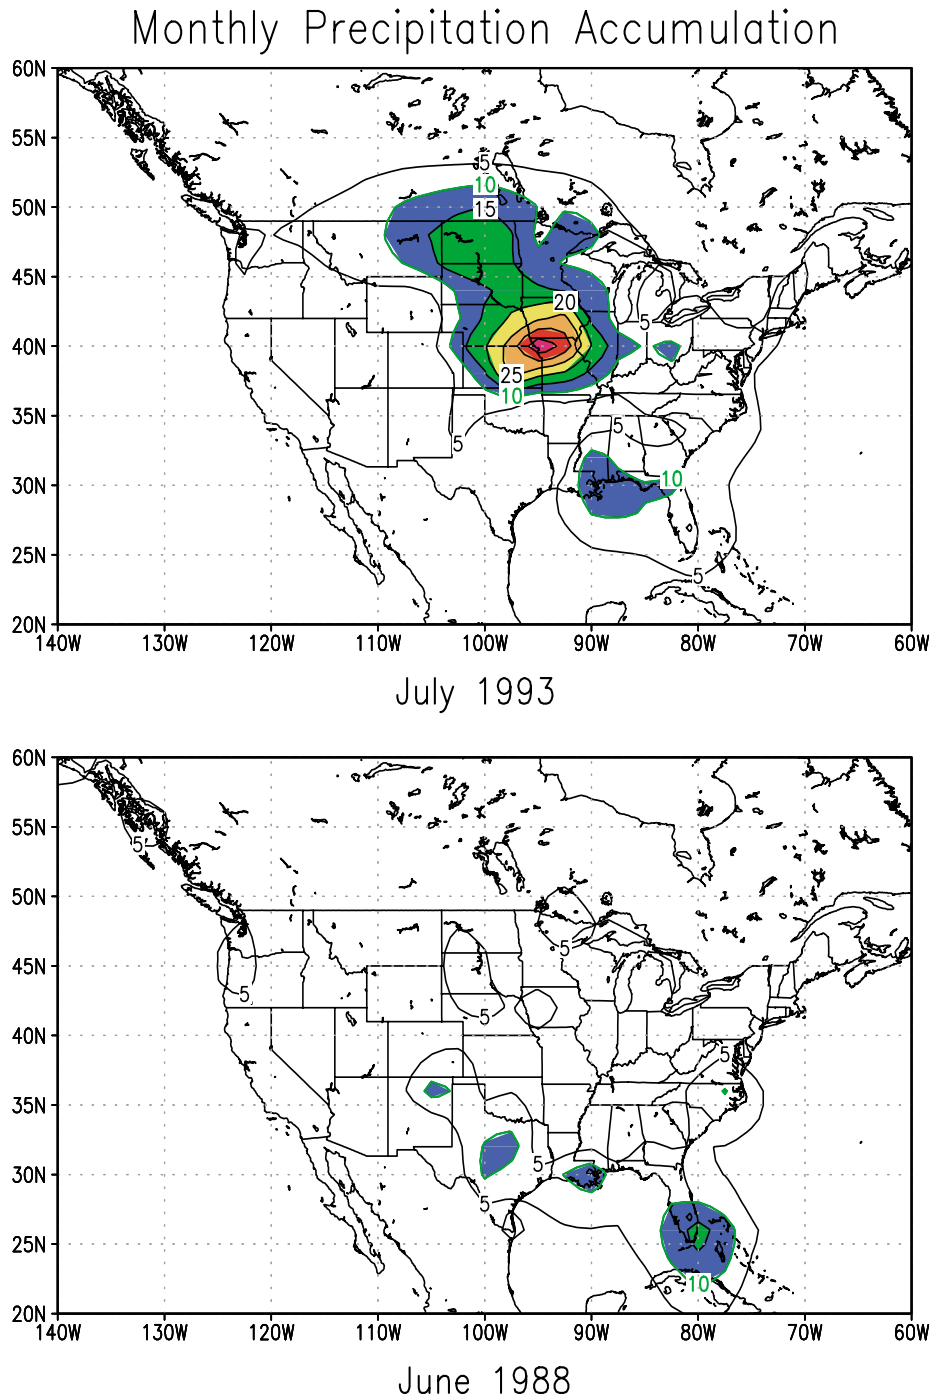 Monthly Precipitation Accumulation
60N
55N
5
10
50N
15
45N
20
5
40N
25
10
35N
5
5
30N
10
25N
5
20N
140W 130W 120W 110W 100W 90W 80W 70W 60W
July 1993
60N
55N
5
50N
5
45N
5
5
40N
5
35N
5
30N
5
25N
10
20N
140W 130W 120W 110W 100W 90W 80W 70W 60W
June 1988